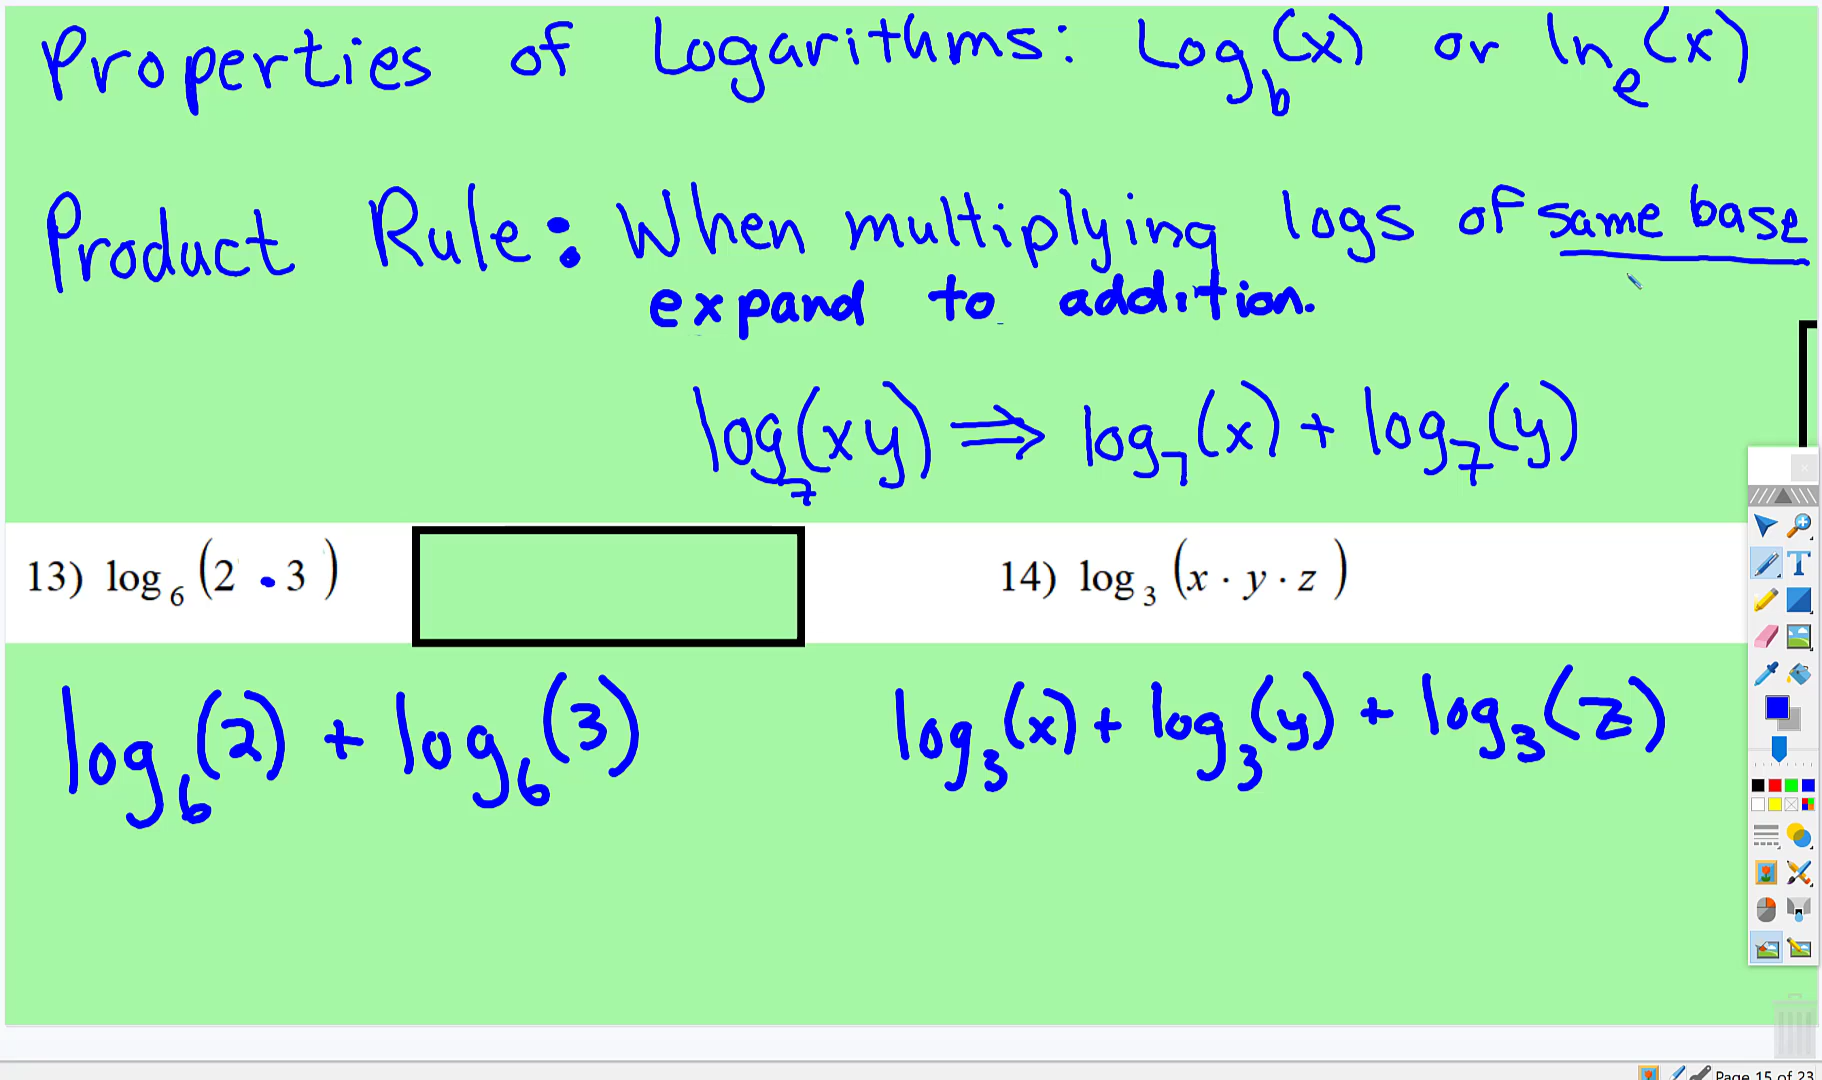 Properties of Logarithms: Log_b(x) or ln_e(x)
Product Rule: When multiplying logs of same base
expand to addition.
log_7(xy) ⇒ log_7(x) + log_7(y)
13) log_6(2 • 3)
14) log_3(x · y · z)
log_6(2) + log_6(3)
log_3(x) + log_3(y) + log_3(z)
T
Page 15 of 23